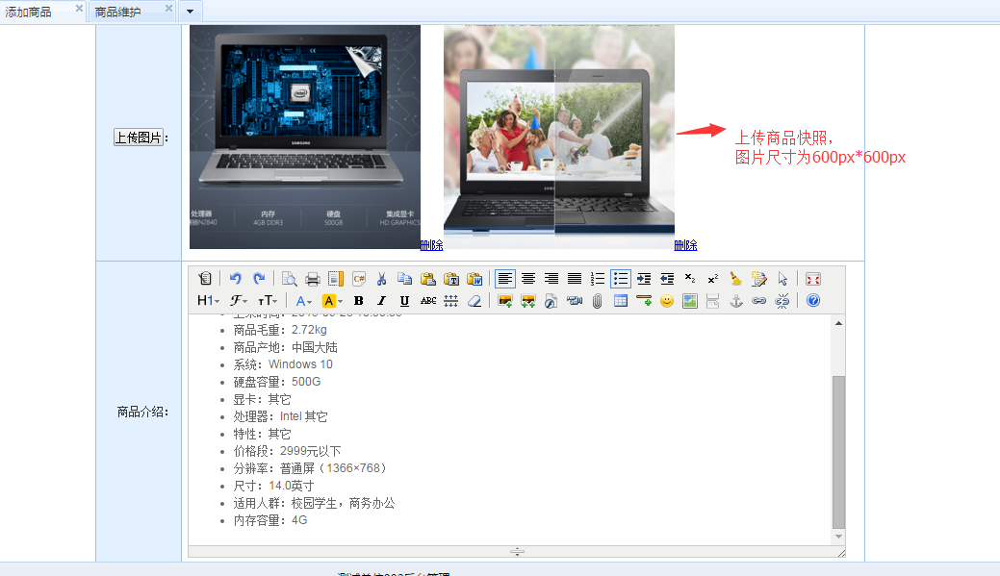 添加商品
商品维护
上传图片：
SAMSUNG
intel
处理器
内存
硬盘
集成显卡
4GB DDR3
500GB
HD GRAPHICS
删除
删除
上传商品快照，
图片尺寸为600px*600px
商品介绍：
H1
商品毛重：2.72kg
商品产地：中国大陆
系统：Windows 10
硬盘容量：500G
显卡：其它
处理器：Intel 其它
特性：其它
价格段：2999元以下
分辨率：普通屏（1366×768）
尺寸：14.0英寸
适用人群：校园学生，商务办公
内存容量：4G